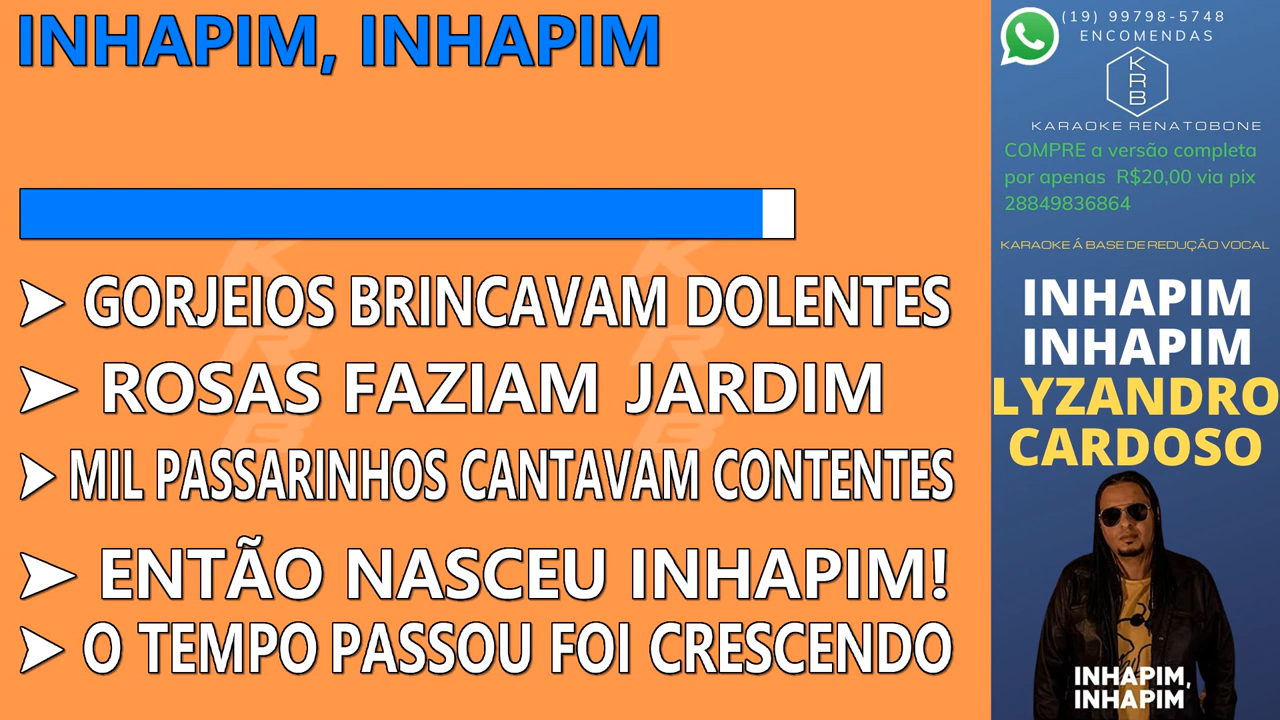 INHAPIM, INHAPIM
➤ GORJEIOS BRINCAVAM DOLENTES
➤ ROSAS FAZIAM JARDIM
➤ MIL PASSARINHOS CANTAVAM CONTENTES
➤ ENTÃO NASCEU INHAPIM!
➤ O TEMPO PASSOU FOI CRESCENDO
KRB
KRB
(19) 99798-5748
ENCOMENDAS
K
R
B
KARAOKE RENATOBONE
COMPRE a versão completa
por apenas R$20,00 via pix
28849836864
KARAOKE Á BASE DE REDUÇÃO VOCAL
INHAPIM
INHAPIM
LYZANDRO
CARDOSO
INHAPIM,
INHAPIM